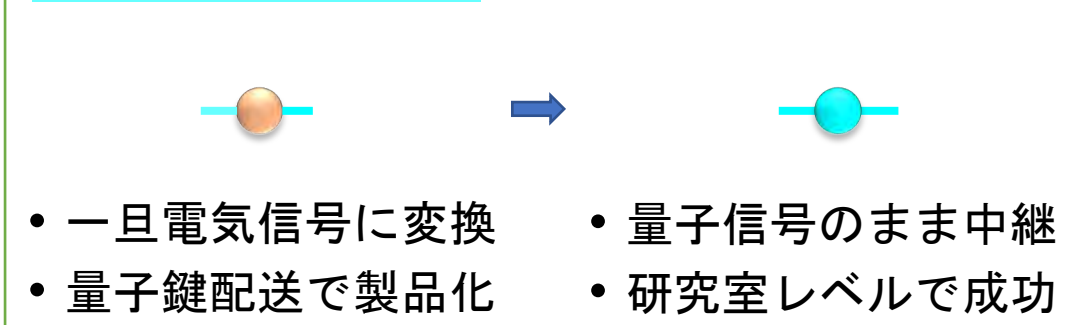 • 一旦電気信号に変換
• 量子鍵配送で製品化
• 量子信号のまま中継
• 研究室レベルで成功